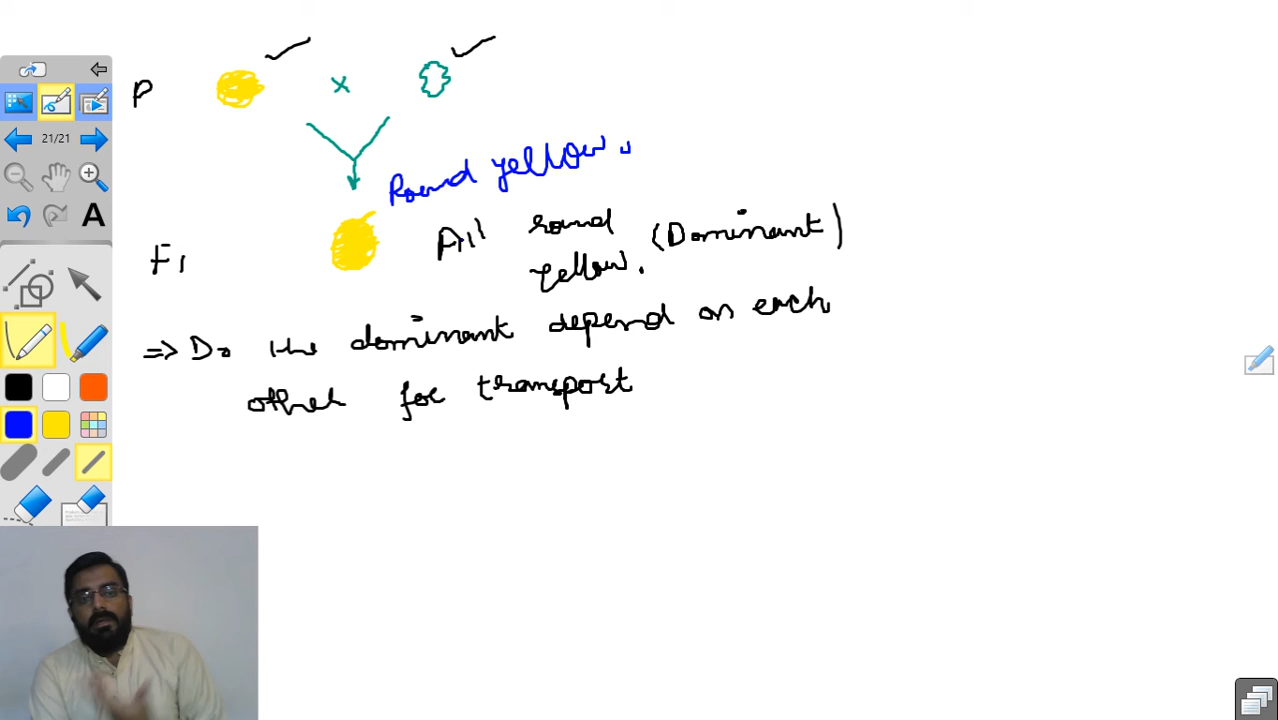 21/21
A
P
x
Round yellow.
F1
All round (Dominant)
yellow.
=> Do the dominant depend on each
other for transport